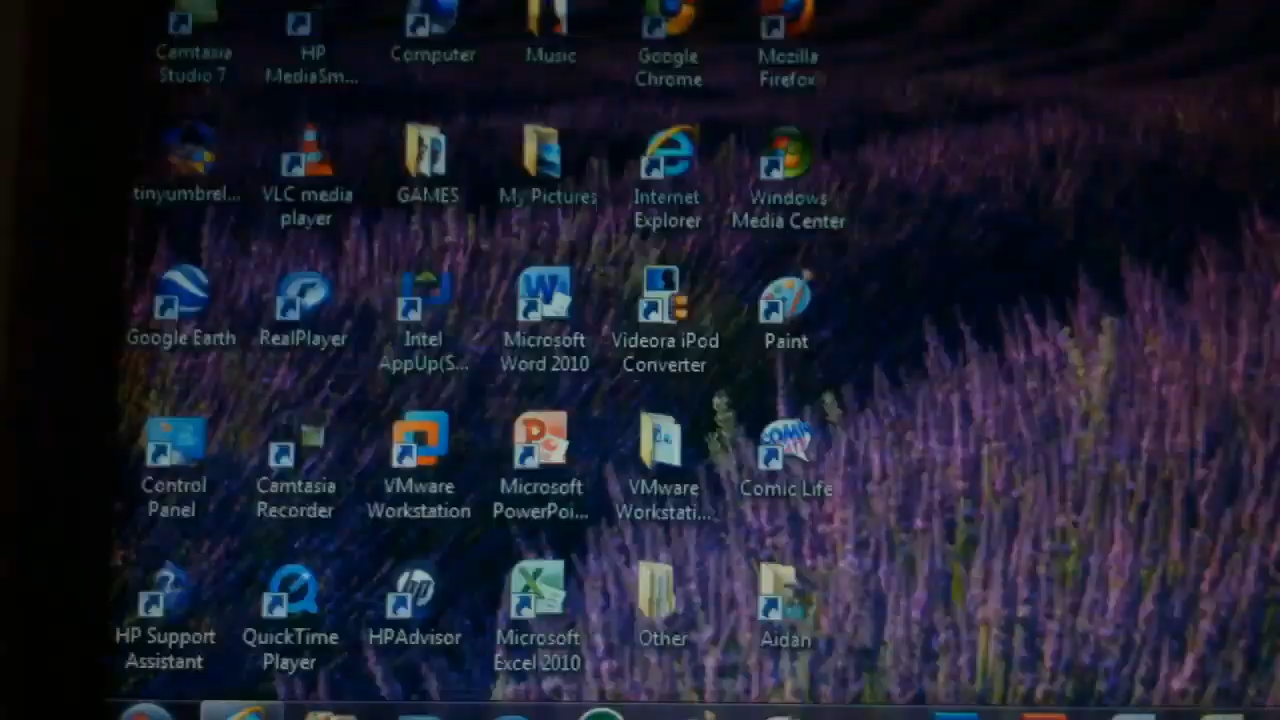 Camtasia Studio 7
HP MediaSm...
Computer
Music
Google Chrome
Mozilla Firefox
tinyumbrel...
VLC media player
GAMES
My Pictures
Internet Explorer
Windows Media Center
Google Earth
RealPlayer
Intel AppUp(S...
Microsoft Word 2010
Videora iPod Converter
Paint
COMIC
Control Panel
Camtasia Recorder
VMware Workstation
Microsoft PowerPoi...
VMware Workstati...
Comic Life
hp
HP Support Assistant
QuickTime Player
HPAdvisor
Microsoft Excel 2010
Other
Aidan